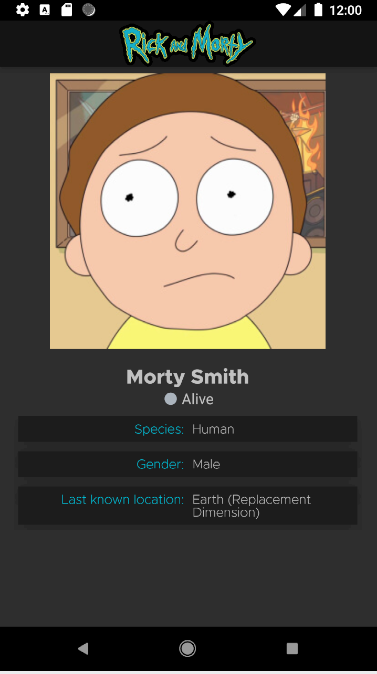 12:00
Rick and Morty
Morty Smith
Alive
Species: Human
Gender: Male
Last known location: Earth (Replacement
Dimension)